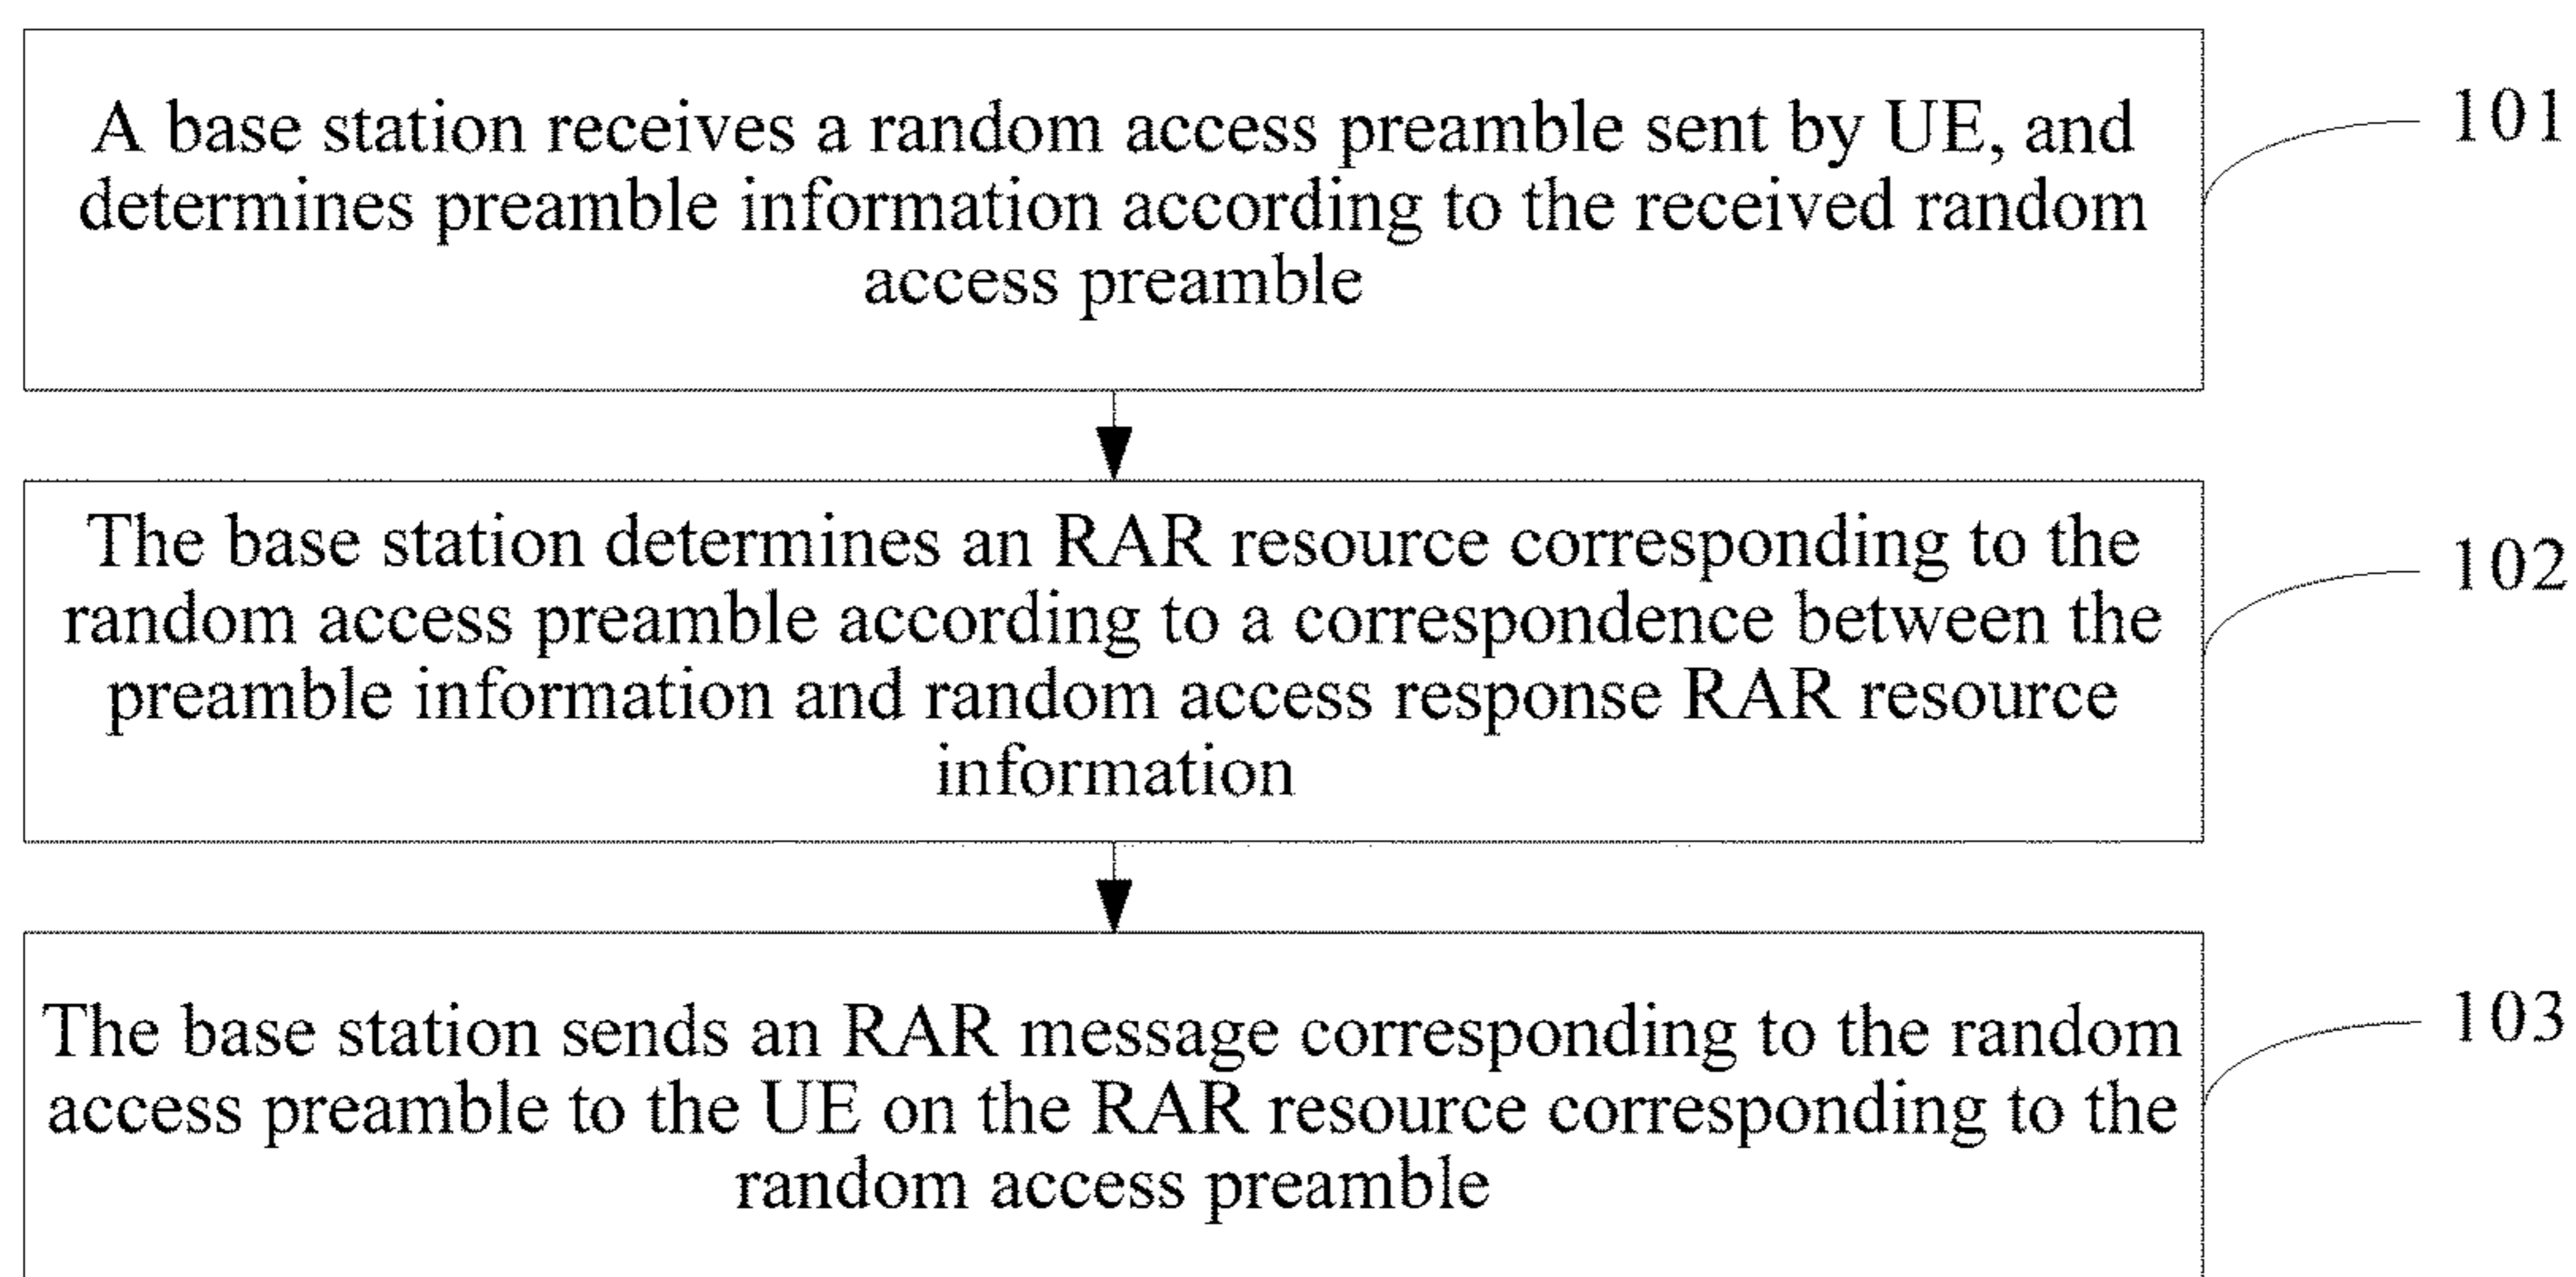 A base station receives a random access preamble sent by UE, and
determines preamble information according to the received random
access preamble
101
The base station determines an RAR resource corresponding to the
random access preamble according to a correspondence between the
preamble information and random access response RAR resource
information
102
The base station sends an RAR message corresponding to the random
access preamble to the UE on the RAR resource corresponding to the
random access preamble
103